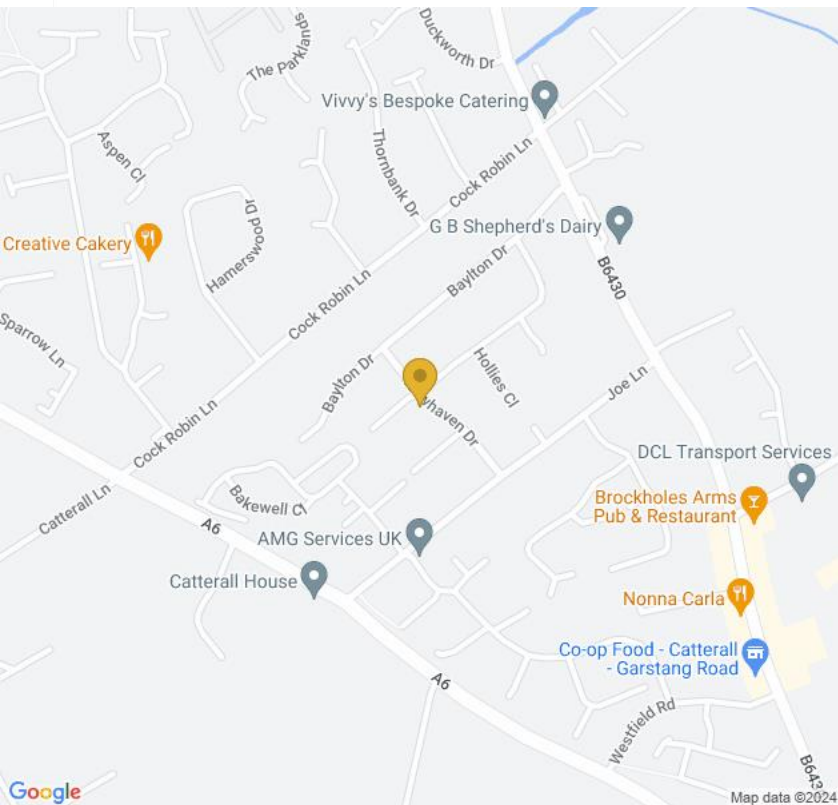 Duckworth Dr
The Parklands
Vivvy's Bespoke Catering
Aspen Cl
Thornbank Dr
Cock Robin Ln
Hamerswood Dr
G B Shepherd's Dairy
Creative Cakery
Baylton Dr
B6430
Cock Robin Ln
Sparrow Ln
Hollies Cl
Baylton Dr
Joe Ln
yhaven Dr
Cock Robin Ln
DCL Transport Services
Bakewell Cl
Brockholes Arms
Pub & Restaurant
Catterall Ln
A6
AMG Services UK
Catterall House
Nonna Carla
Co-op Food - Catterall
- Garstang Road
A6
Westfield Rd
B643
Google
Map data ©2024